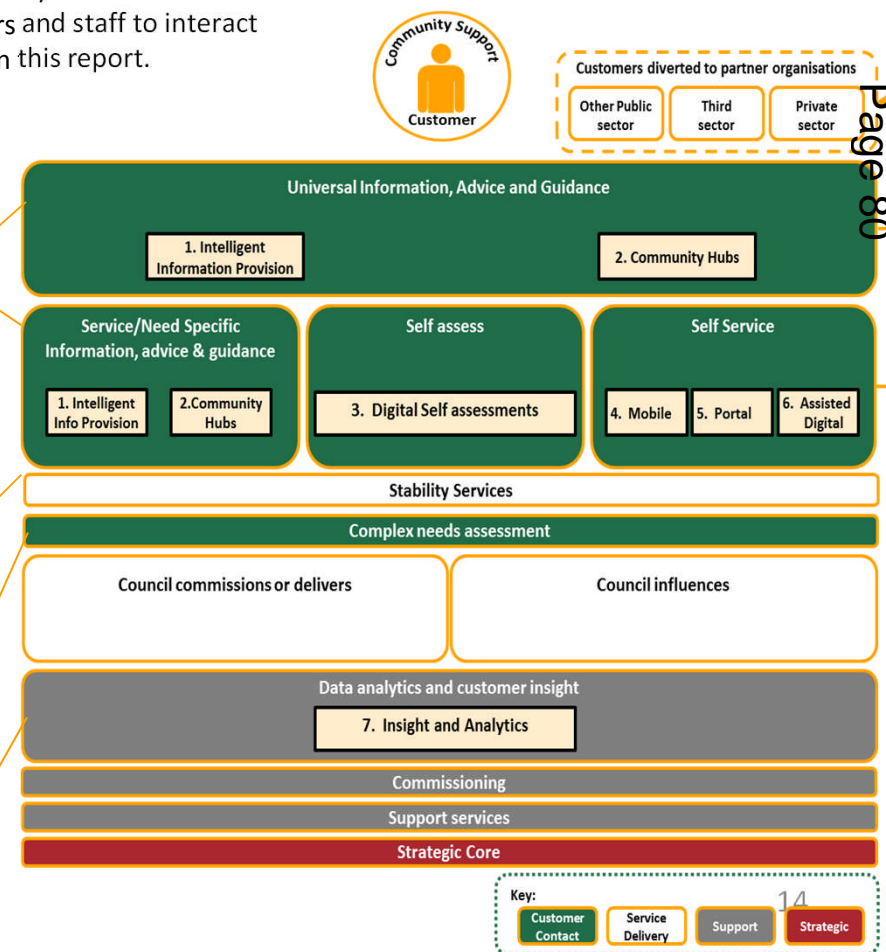 rs and staff to interact
this report.
Community Support
Customer
Customers diverted to partner organisations
Other Public
sector
Third
sector
Private
sector
Page 80
Universal Information, Advice and Guidance
1. Intelligent
Information Provision
2. Community Hubs
Service/Need Specific
Information, advice & guidance
1. Intelligent
Info Provision
2.Community
Hubs
Self assess
3. Digital Self assessments
Self Service
4. Mobile
5. Portal
6. Assisted
Digital
Stability Services
Complex needs assessment
Council commissions or delivers
Council influences
Data analytics and customer insight
7. Insight and Analytics
Commissioning
Support services
Strategic Core
Key:
14
Customer
Contact
Service
Delivery
Support
Strategic